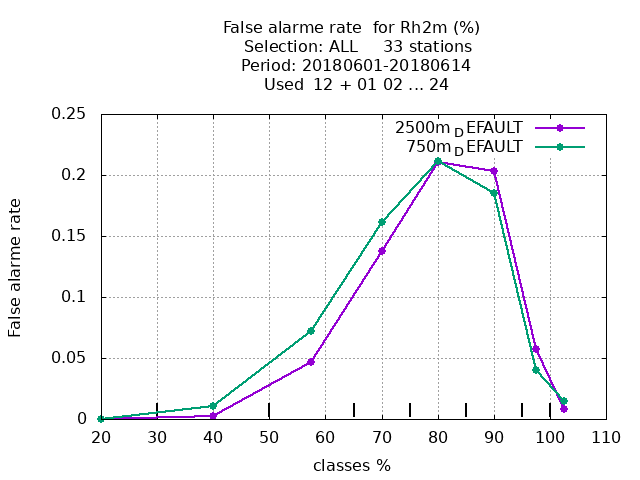 False alarme rate  for Rh2m (%)
Selection: ALL     33 stations
Period: 20180601-20180614
Used  12 + 01 02 ... 24
0.25
2500m_DEFAULT
750m_DEFAULT
0.2
0.15
0.1
0.05
0
False alarme rate
20 30 40 50 60 70 80 90 100 110
classes %